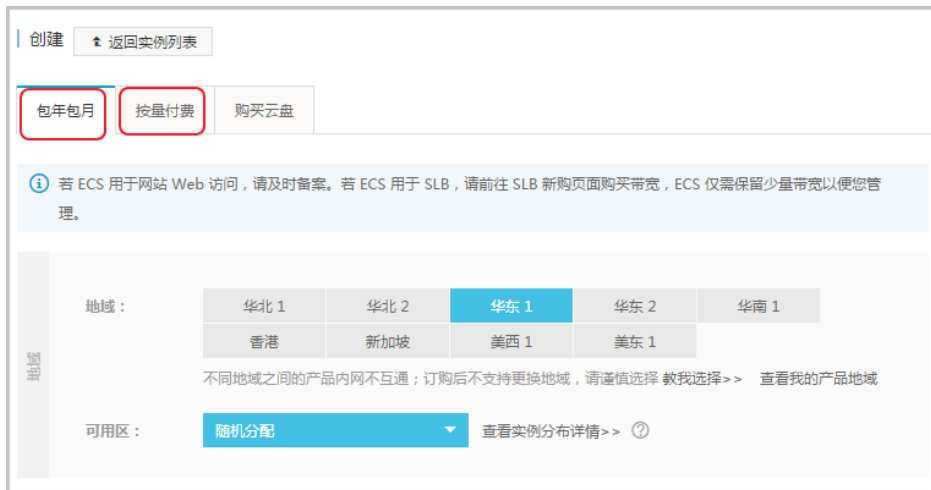 创建 返回实例列表
包年包月 按量付费 购买云盘
若 ECS 用于网站 Web 访问，请及时备案。若 ECS 用于 SLB，请前往 SLB 新购页面购买带宽，ECS 仅需保留少量带宽以便您管
理。
地域
地域： 华北 1 华北 2 华东 1 华东 2 华南 1
香港 新加坡 美西 1 美东 1
不同地域之间的产品内网不互通；订购后不支持更换地域，请谨慎选择 教我选择>> 查看我的产品地域
可用区： 随机分配 查看实例分布详情>> ?